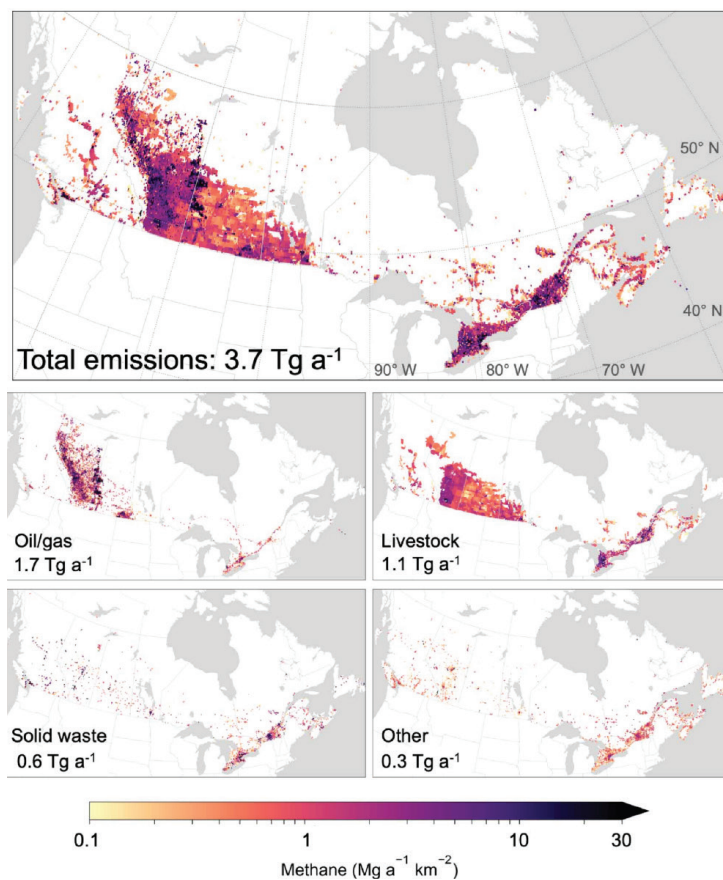 50° N
40° N
Total emissions: 3.7 Tg a⁻¹
90° W
80° W
70° W
Oil/gas
1.7 Tg a⁻¹
Livestock
1.1 Tg a⁻¹
Solid waste
0.6 Tg a⁻¹
Other
0.3 Tg a⁻¹
0.1
1
10
30
Methane (Mg a⁻¹ km⁻²)